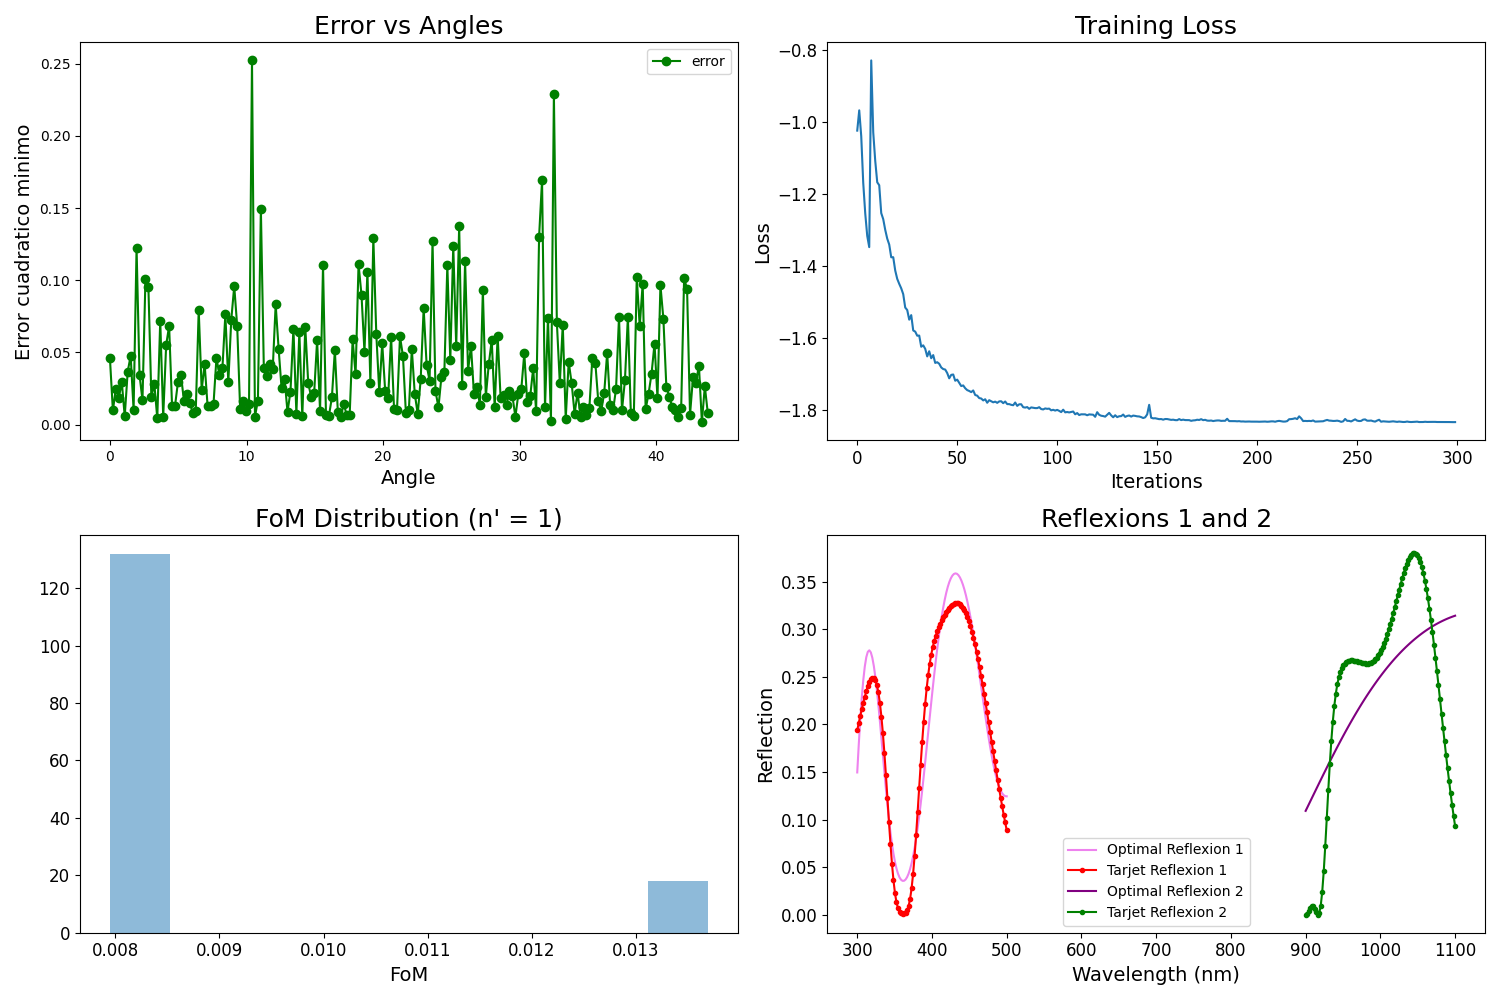 Error vs Angles
Error cuadratico minimo
0.25
0.20
0.15
0.10
0.05
0.00
error
0 10 20 30 40
Angle
Training Loss
Loss
−0.8
−1.0
−1.2
−1.4
−1.6
−1.8
0 50 100 150 200 250 300
Iterations
FoM Distribution (n' = 1)
120
100
80
60
40
20
0
0.008 0.009 0.010 0.011 0.012 0.013
FoM
Reflexions 1 and 2
Reflection
0.35
0.30
0.25
0.20
0.15
0.10
0.05
0.00
Optimal Reflexion 1
Tarjet Reflexion 1
Optimal Reflexion 2
Tarjet Reflexion 2
300 400 500 600 700 800 900 1000 1100
Wavelength (nm)